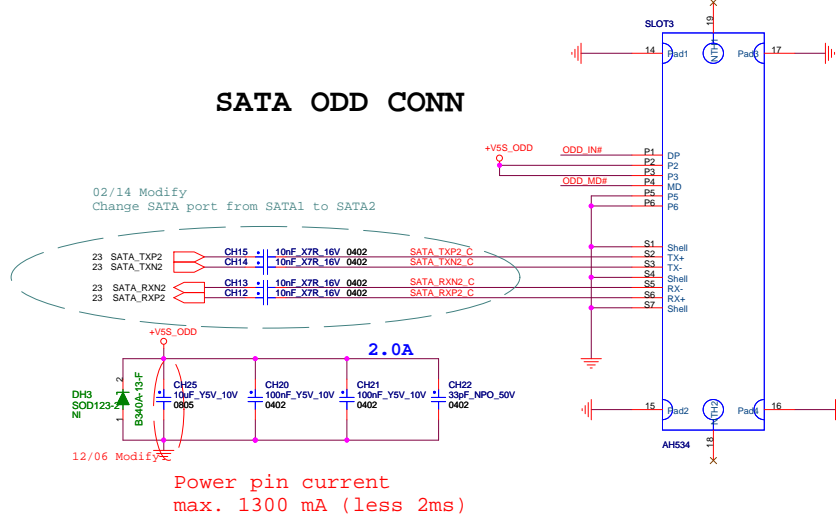 SLOT3
19
14
Pad1
NTH1
Pad3
17
SATA ODD CONN
+V5S_ODD
ODD_IN#
P1
DP
P2
P2
P3
P3
ODD_MD#
P4
MD
P5
P5
P6
P6
02/14 Modify
Change SATA port from SATA1 to SATA2
S1
Shell
23 SATA_TXP2
CH15
10nF_X7R_16V 0402
SATA_TXP2_C
S2
TX+
23 SATA_TXN2
CH14
10nF_X7R_16V 0402
SATA_TXN2_C
S3
TX-
S4
Shell
23 SATA_RXN2
CH13
10nF_X7R_16V 0402
SATA_RXN2_C
S5
RX-
23 SATA_RXP2
CH12
10nF_X7R_16V 0402
SATA_RXP2_C
S6
RX+
S7
Shell
+V5S_ODD
2.0A
DH3
SOD123-2
NI
2
1
B340A-13-F
CH25
10uF_Y5V_10V
0805
CH20
100nF_Y5V_10V
0402
CH21
100nF_Y5V_10V
0402
CH22
33pF_NPO_50V
0402
15
Pad2
NTH2
Pad4
16
18
AH534
12/06 Modify
Power pin current
max. 1300 mA (less 2ms)